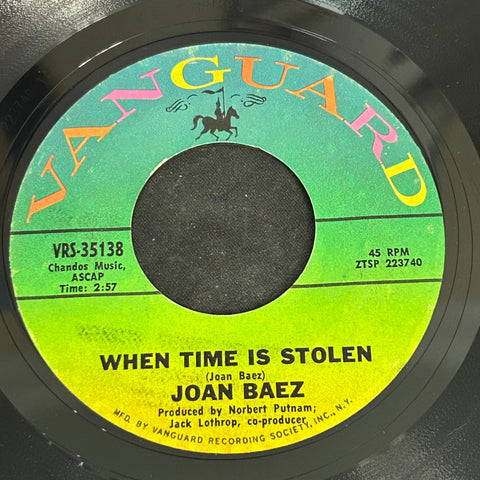 VANGUARD
VRS-35138
Chandos Music,
ASCAP
Time: 2:57
45 RPM
ZTSP 223740
WHEN TIME IS STOLEN
(Joan Baez)
JOAN BAEZ
Produced by Norbert Putnam;
Jack Lothrop, co-producer
MFD. BY VANGUARD RECORDING SOCIETY, INC., N.Y.